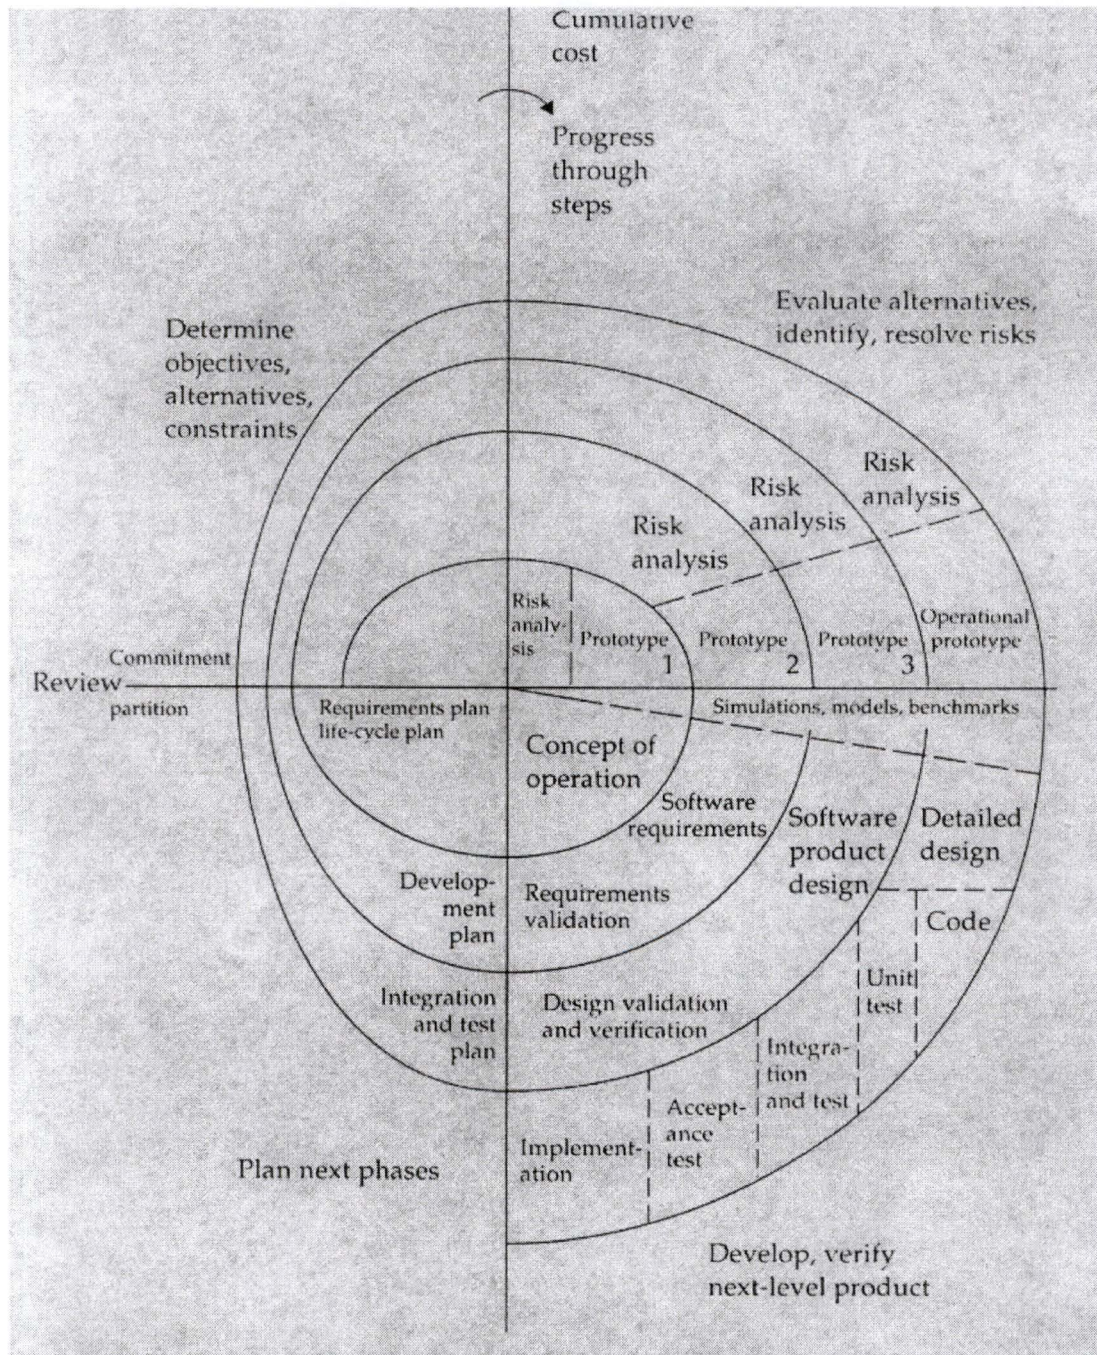 Cumulative
cost
Progress
through
steps
Determine
objectives,
alternatives,
constraints
Evaluate alternatives,
identify, resolve risks
Risk
analysis
Risk
analysis
Risk
analysis
Risk
analy-
sis
Prototype
1
Prototype
2
Prototype
3
Operational
prototype
Commitment
Review
partition
Requirements plan
life-cycle plan
Simulations, models, benchmarks
Concept of
operation
Software
requirements
Software
product
design
Detailed
design
Develop-
ment
plan
Requirements
validation
Code
Unit
test
Integration
and test
plan
Design validation
and verification
Integra-
tion
and test
Accept-
ance
test
Implement-
ation
Plan next phases
Develop, verify
next-level product